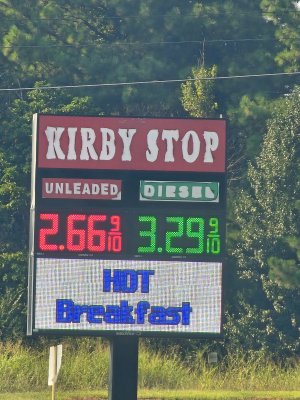 KIRBY STOP
UNLEADED DIESEL
2.66 9/10 3.29 9/10
HOT
Breakfast